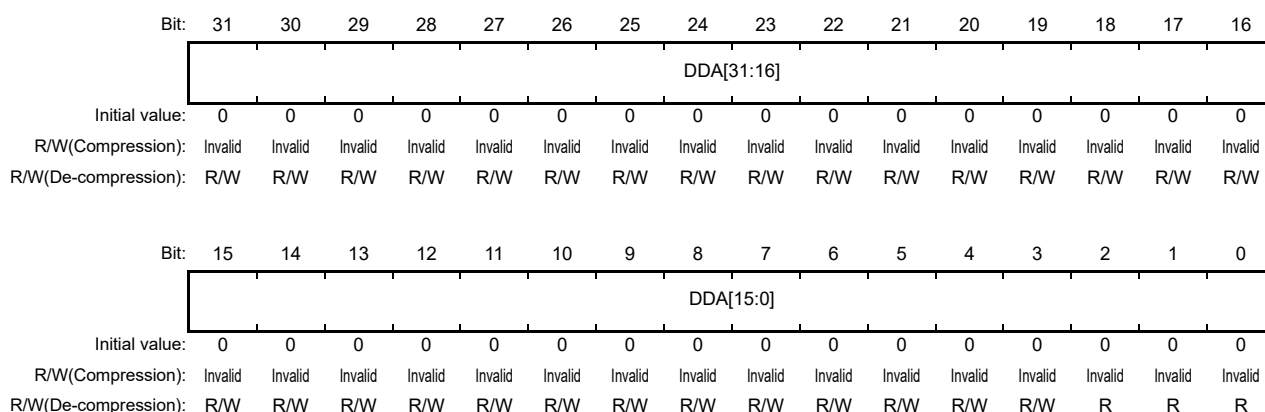 Bit: 31 30 29 28 27 26 25 24 23 22 21 20 19 18 17 16
DDA[31:16]
Initial value: 0 0 0 0 0 0 0 0 0 0 0 0 0 0 0 0
R/W(Compression): Invalid Invalid Invalid Invalid Invalid Invalid Invalid Invalid Invalid Invalid Invalid Invalid Invalid Invalid Invalid Invalid
R/W(De-compression): R/W R/W R/W R/W R/W R/W R/W R/W R/W R/W R/W R/W R/W R/W R/W R/W
Bit: 15 14 13 12 11 10 9 8 7 6 5 4 3 2 1 0
DDA[15:0]
Initial value: 0 0 0 0 0 0 0 0 0 0 0 0 0 0 0 0
R/W(Compression): Invalid Invalid Invalid Invalid Invalid Invalid Invalid Invalid Invalid Invalid Invalid Invalid Invalid Invalid Invalid Invalid
R/W(De-compression): R/W R/W R/W R/W R/W R/W R/W R/W R/W R/W R/W R/W R/W R R R